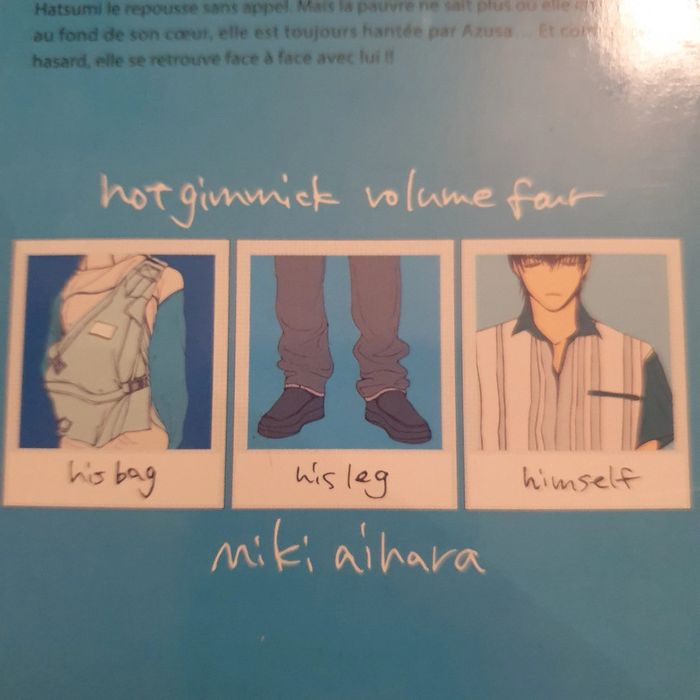 Hatsumi le repousse sans appel. Mais la pauvre ne sait plus où elle en
au fond de son cœur, elle est toujours hantée par Azusa... Et com
hasard, elle se retrouve face à face avec lui !!
hot gimmick volume four
his bag his leg himself
miki aihara